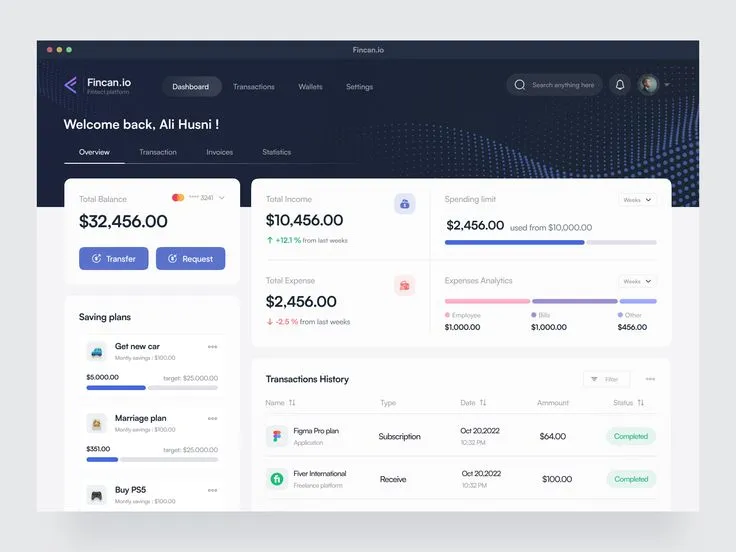 Fincan.io
Fincan.io
Fintect platform
Dashboard
Transactions
Wallets
Settings
Search anything here
Welcome back, Ali Husni !
Overview
Transaction
Invoices
Statistics
Total Balance
**** 3241
$32,456.00
Transfer
Request
Saving plans
Get new car
Montly savings : $100.00
$5.000.00
target: $25.000.00
Marriage plan
Montly savings : $100.00
$351.00
target: $25.000.00
Buy PS5
Montly savings : $100.00
Total Income
$10,456.00
+12.1 % from last weeks
Total Expense
$2,456.00
-2.5 % from last weeks
Spending limit
Weeks
$2,456.00 used from $10,000.00
Expenses Analytics
Weeks
Employee
$1,000.00
Bills
$1,000.00
Other
$456.00
Transactions History
Filter
Name
Type
Date
Ammount
Status
Figma Pro plan
Application
Subscription
Oct 20,2022
10:32 PM
$64.00
Completed
Fiver International
Freelance platform
Receive
Oct 20,2022
10:32 PM
$100.00
Completed